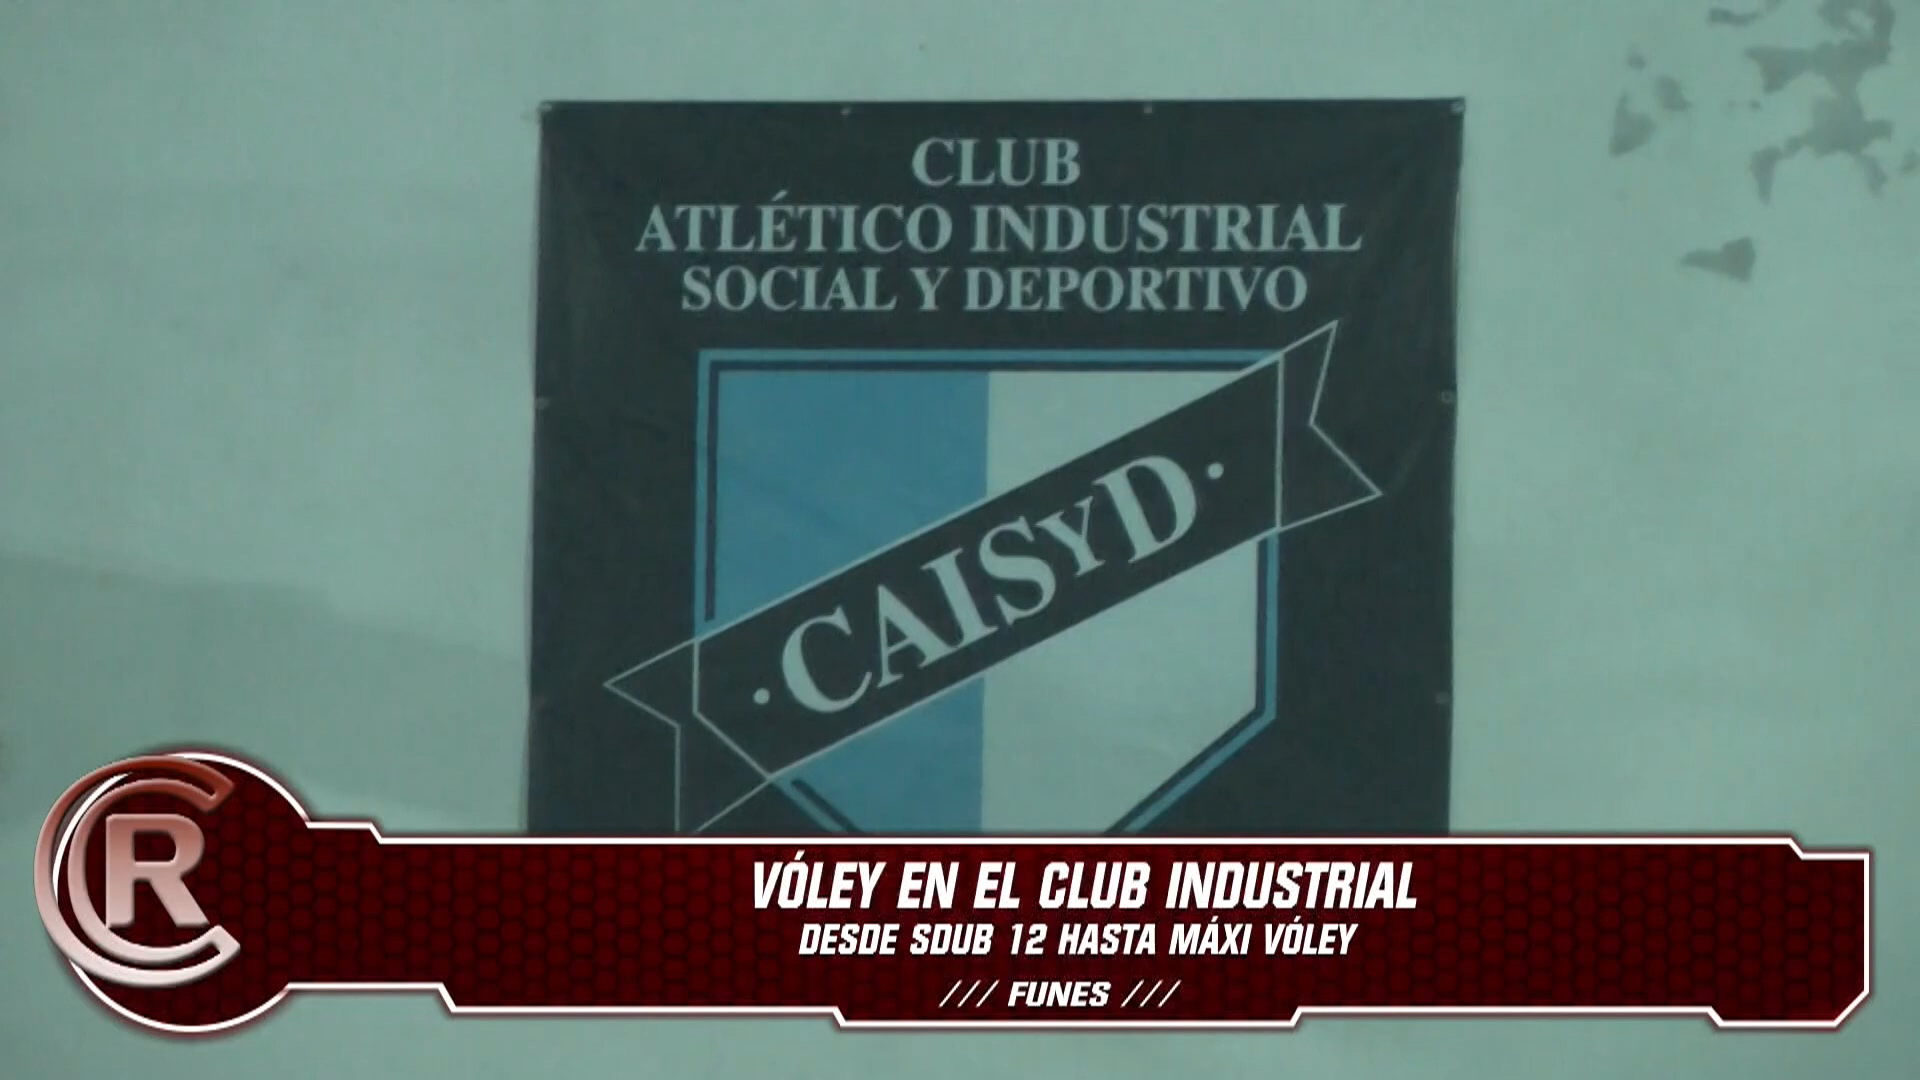 CLUB
ATLÉTICO INDUSTRIAL
SOCIAL Y DEPORTIVO
·CAISYD·
CR
VÓLEY EN EL CLUB INDUSTRIAL
DESDE SDUB 12 HASTA MÁXI VÓLEY
/// FUNES ///